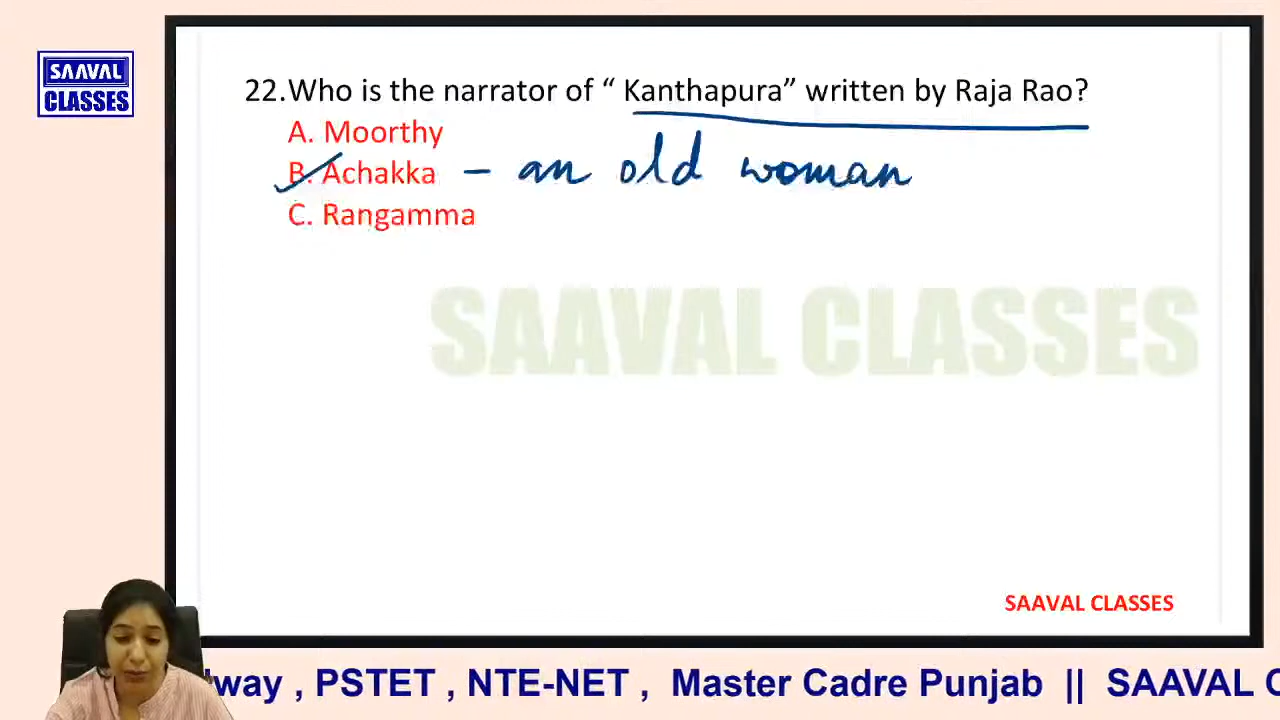 SAAVAL
CLASSES
22.Who is the narrator of “ Kanthapura” written by Raja Rao?
A. Moorthy
B. Achakka – an old woman
C. Rangamma
SAAVAL CLASSES
SAAVAL CLASSES
lway , PSTET , NTE-NET , Master Cadre Punjab || SAAVAL C